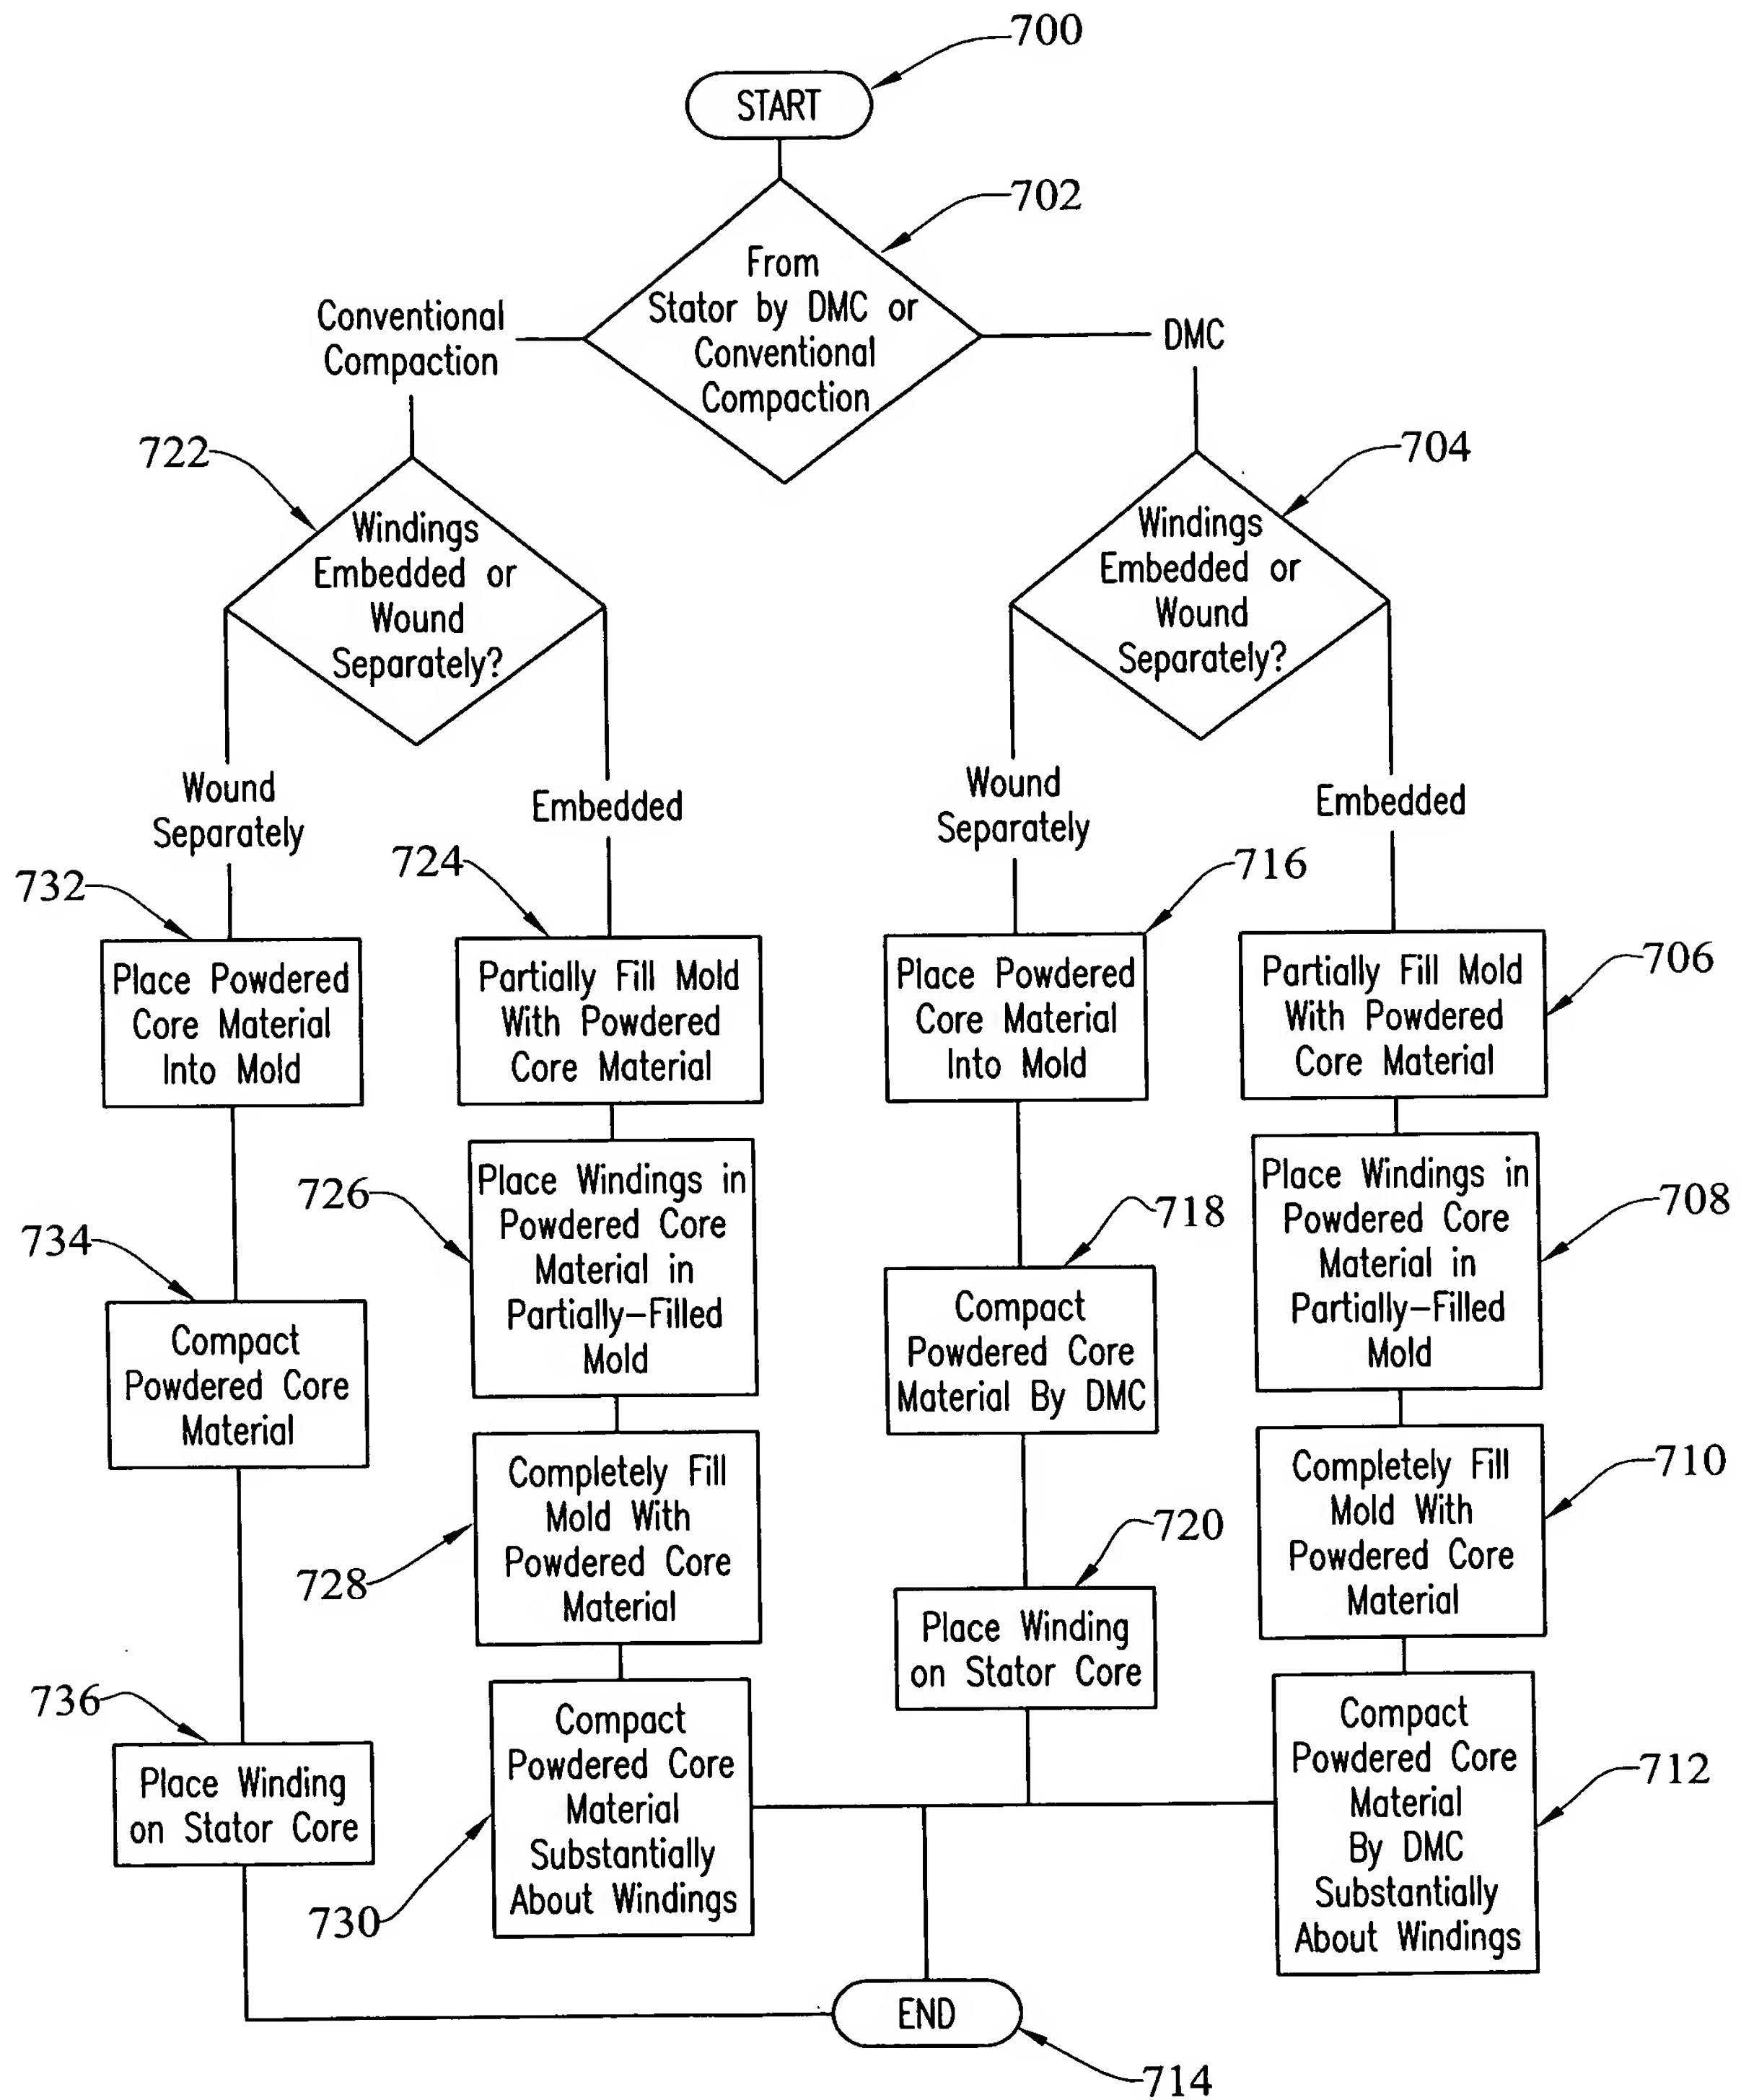 700
START
702
From
Stator by DMC or
Conventional
Compaction
Conventional
Compaction
DMC
722
Windings
Embedded or
Wound
Separately?
704
Windings
Embedded or
Wound
Separately?
Wound
Separately
Embedded
Wound
Separately
Embedded
732
Place Powdered
Core Material
Into Mold
724
Partially Fill Mold
With Powdered
Core Material
716
Place Powdered
Core Material
Into Mold
706
Partially Fill Mold
With Powdered
Core Material
726
Place Windings in
Powdered Core
Material in
Partially-Filled
Mold
708
Place Windings in
Powdered Core
Material in
Partially-Filled
Mold
734
Compact
Powdered Core
Material
718
Compact
Powdered Core
Material By DMC
728
Completely Fill
Mold With
Powdered Core
Material
710
Completely Fill
Mold With
Powdered Core
Material
720
Place Winding
on Stator Core
736
Place Winding
on Stator Core
730
Compact
Powdered Core
Material
Substantially
About Windings
712
Compact
Powdered Core
Material
By DMC
Substantially
About Windings
END
714